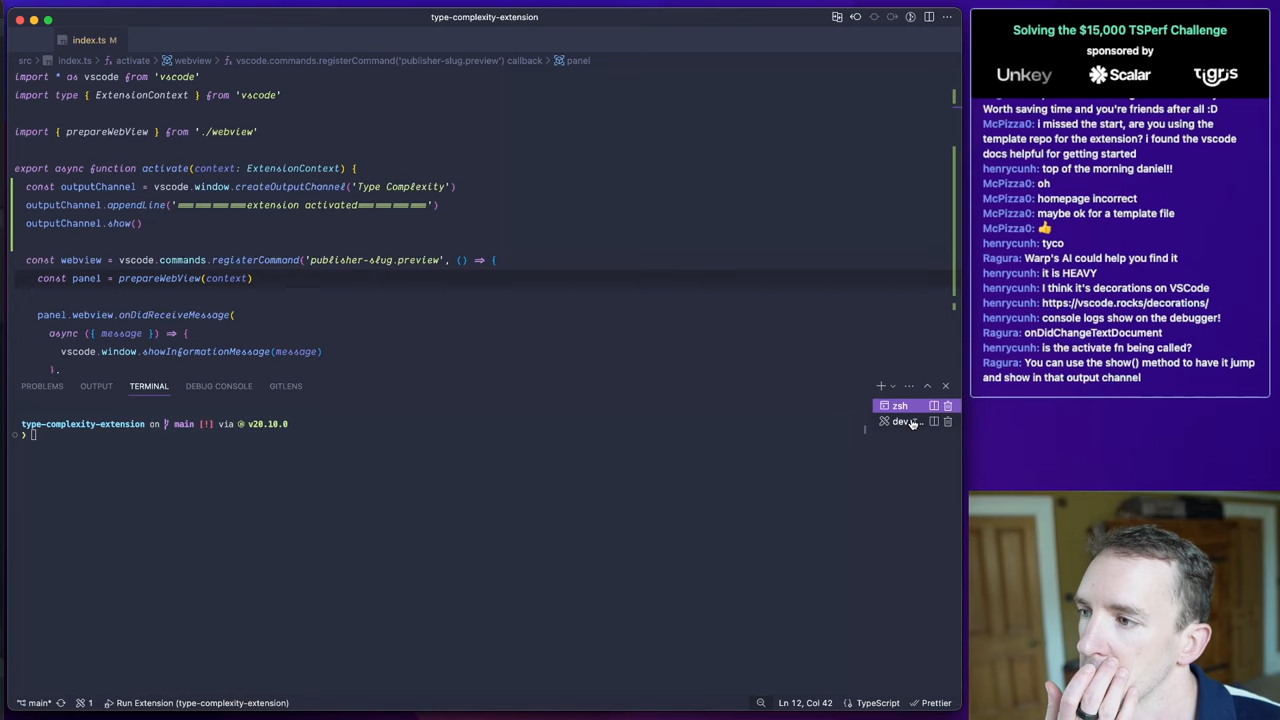 type-complexity-extension
index.ts M
src > index.ts > activate > webview > vscode.commands.registerCommand('publisher-slug.preview') callback > panel
import * as vscode from 'vscode'
import type { ExtensionContext } from 'vscode'
import { prepareWebView } from './webview'
export async function activate(context: ExtensionContext) {
const outputChannel = vscode.window.createOutputChannel('Type Complexity')
outputChannel.appendLine('============extension activated============')
outputChannel.show()
const webview = vscode.commands.registerCommand('publisher-slug.preview', () => {
const panel = prepareWebView(context)
panel.webview.onDidReceiveMessage(
async ({ message }) => {
vscode.window.showInformationMessage(message)
},
PROBLEMS OUTPUT TERMINAL DEBUG CONSOLE GITLENS
zsh
dev...
type-complexity-extension on main [!] via v20.10.0
main* 1 Run Extension (type-complexity-extension)
Ln 12, Col 42 TypeScript Prettier
Solving the $15,000 TSPerf Challenge
sponsored by
Unkey Scalar tigris
Worth saving time and you're friends after all :D
McPizza0: i missed the start, are you using the
template repo for the extension? i found the vscode
docs helpful for getting started
henrycunh: top of the morning daniel!!
McPizza0: oh
McPizza0: homepage incorrect
McPizza0: maybe ok for a template file
McPizza0: 👍
henrycunh: tyco
Ragura: Warp's AI could help you find it
henrycunh: it is HEAVY
henrycunh: I think it's decorations on VSCode
henrycunh: https://vscode.rocks/decorations/
henrycunh: console logs show on the debugger!
Ragura: onDidChangeTextDocument
henrycunh: is the activate fn being called?
Ragura: You can use the show() method to have it jump
and show in that output channel